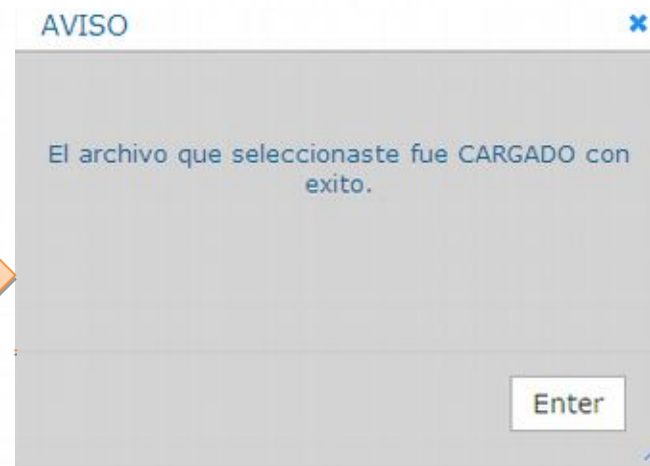 AVISO
El archivo que seleccionaste fue CARGADO con
exito.
Enter